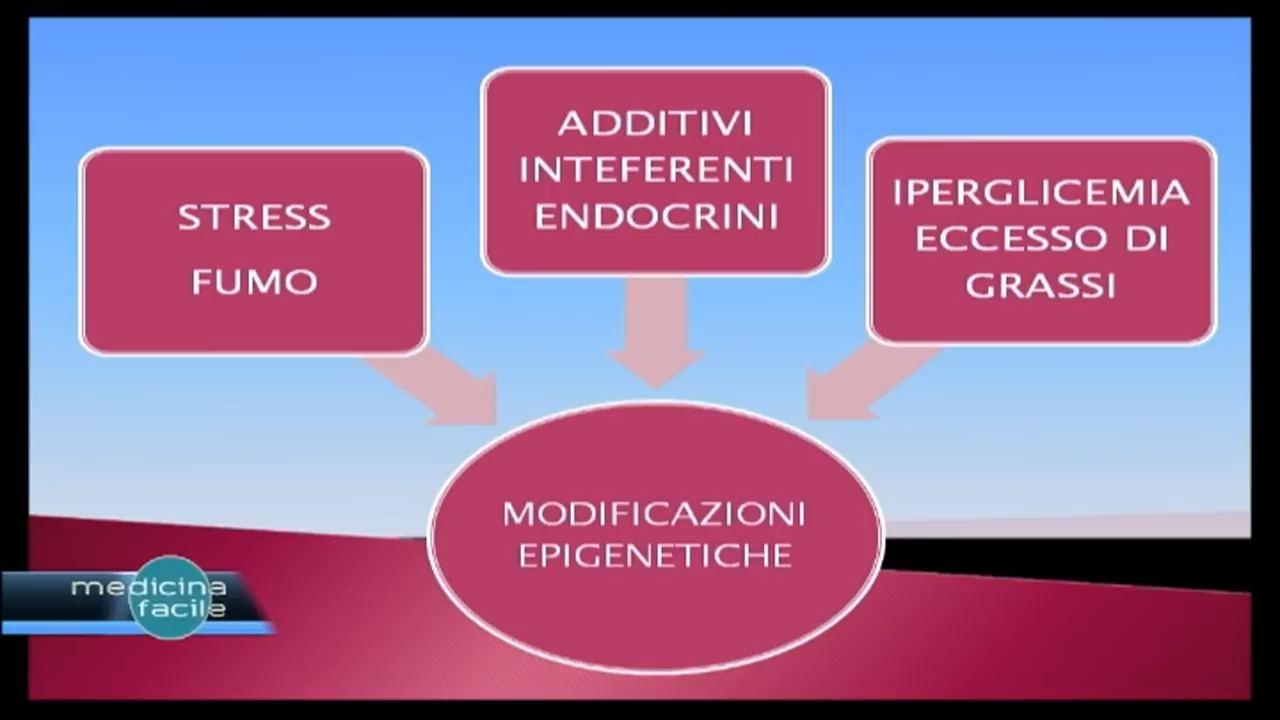 STRESS
FUMO
ADDITIVI
INTEFERENTI
ENDOCRINI
IPERGLICEMIA
ECCESSO DI
GRASSI
MODIFICAZIONI
EPIGENETICHE
medicina
facile